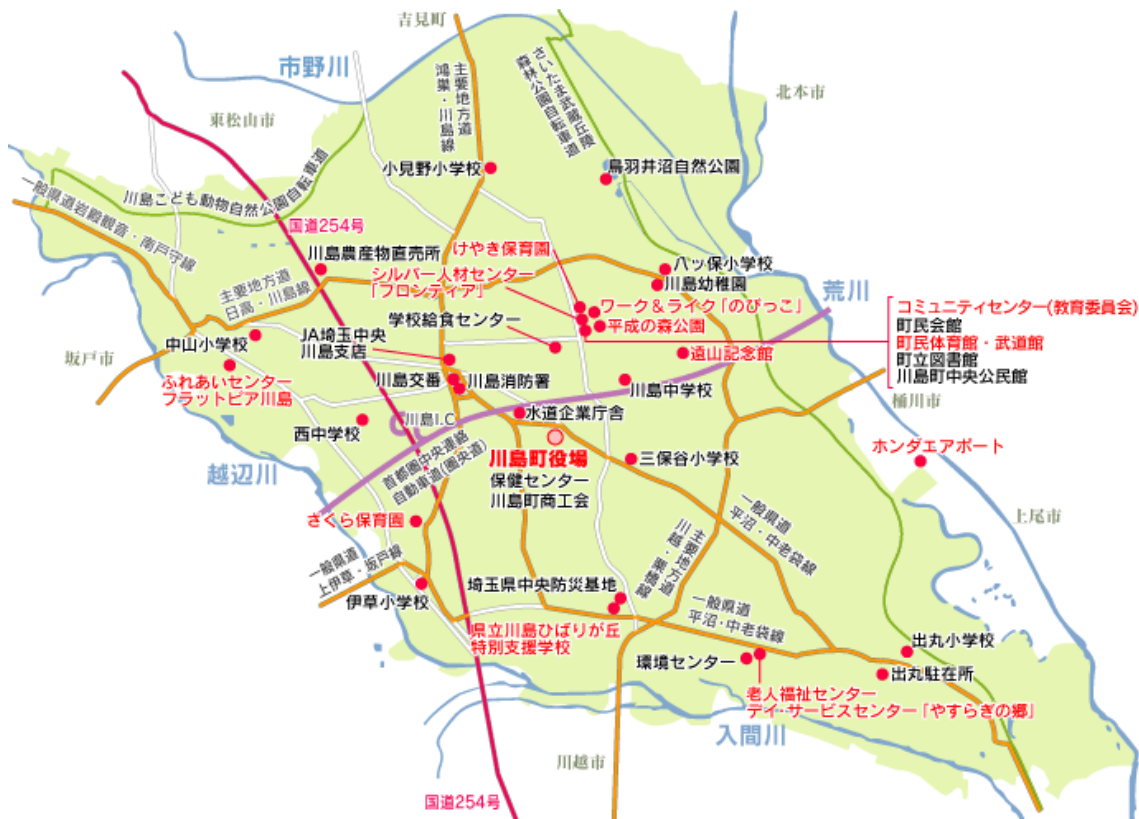 吉見町
市野川
東松山市
北本市
主要地方道
鴻巣・川島線
さいたま武蔵丘陵
森林公園自転車道
小見野小学校
鳥羽井沼自然公園
川島こども動物自然公園自転車道
一般県道岩殿観音・南戸守線
国道254号
けやき保育園
川島農産物直売所
シルバー人材センター
「フロンティア」
八ッ保小学校
川島幼稚園
荒川
主要地方道
日高・川島線
ワーク&ライク「のびっこ」
平成の森公園
コミュニティセンター(教育委員会)
町民会館
町民体育館・武道館
町立図書館
川島町中央公民館
学校給食センター
JA埼玉中央
川島支店
中山小学校
坂戸市
遠山記念館
ふれあいセンター
フラットピア川島
川島交番
川島消防署
川島中学校
桶川市
川島I.C
水道企業庁舎
西中学校
ホンダエアポート
川島町役場
保健センター
川島町商工会
三保谷小学校
首都圏中央連絡
自動車道(圏央道)
越辺川
さくら保育園
一般県道
平沼・中老袋線
上尾市
主要地方道
川越・栗橋線
一般県道
上伊草・坂戸線
伊草小学校
埼玉県中央防災基地
一般県道
平沼・中老袋線
県立川島ひばりが丘
特別支援学校
出丸小学校
環境センター
出丸駐在所
老人福祉センター
デイ・サービスセンター「やすらぎの郷」
入間川
川越市
国道254号